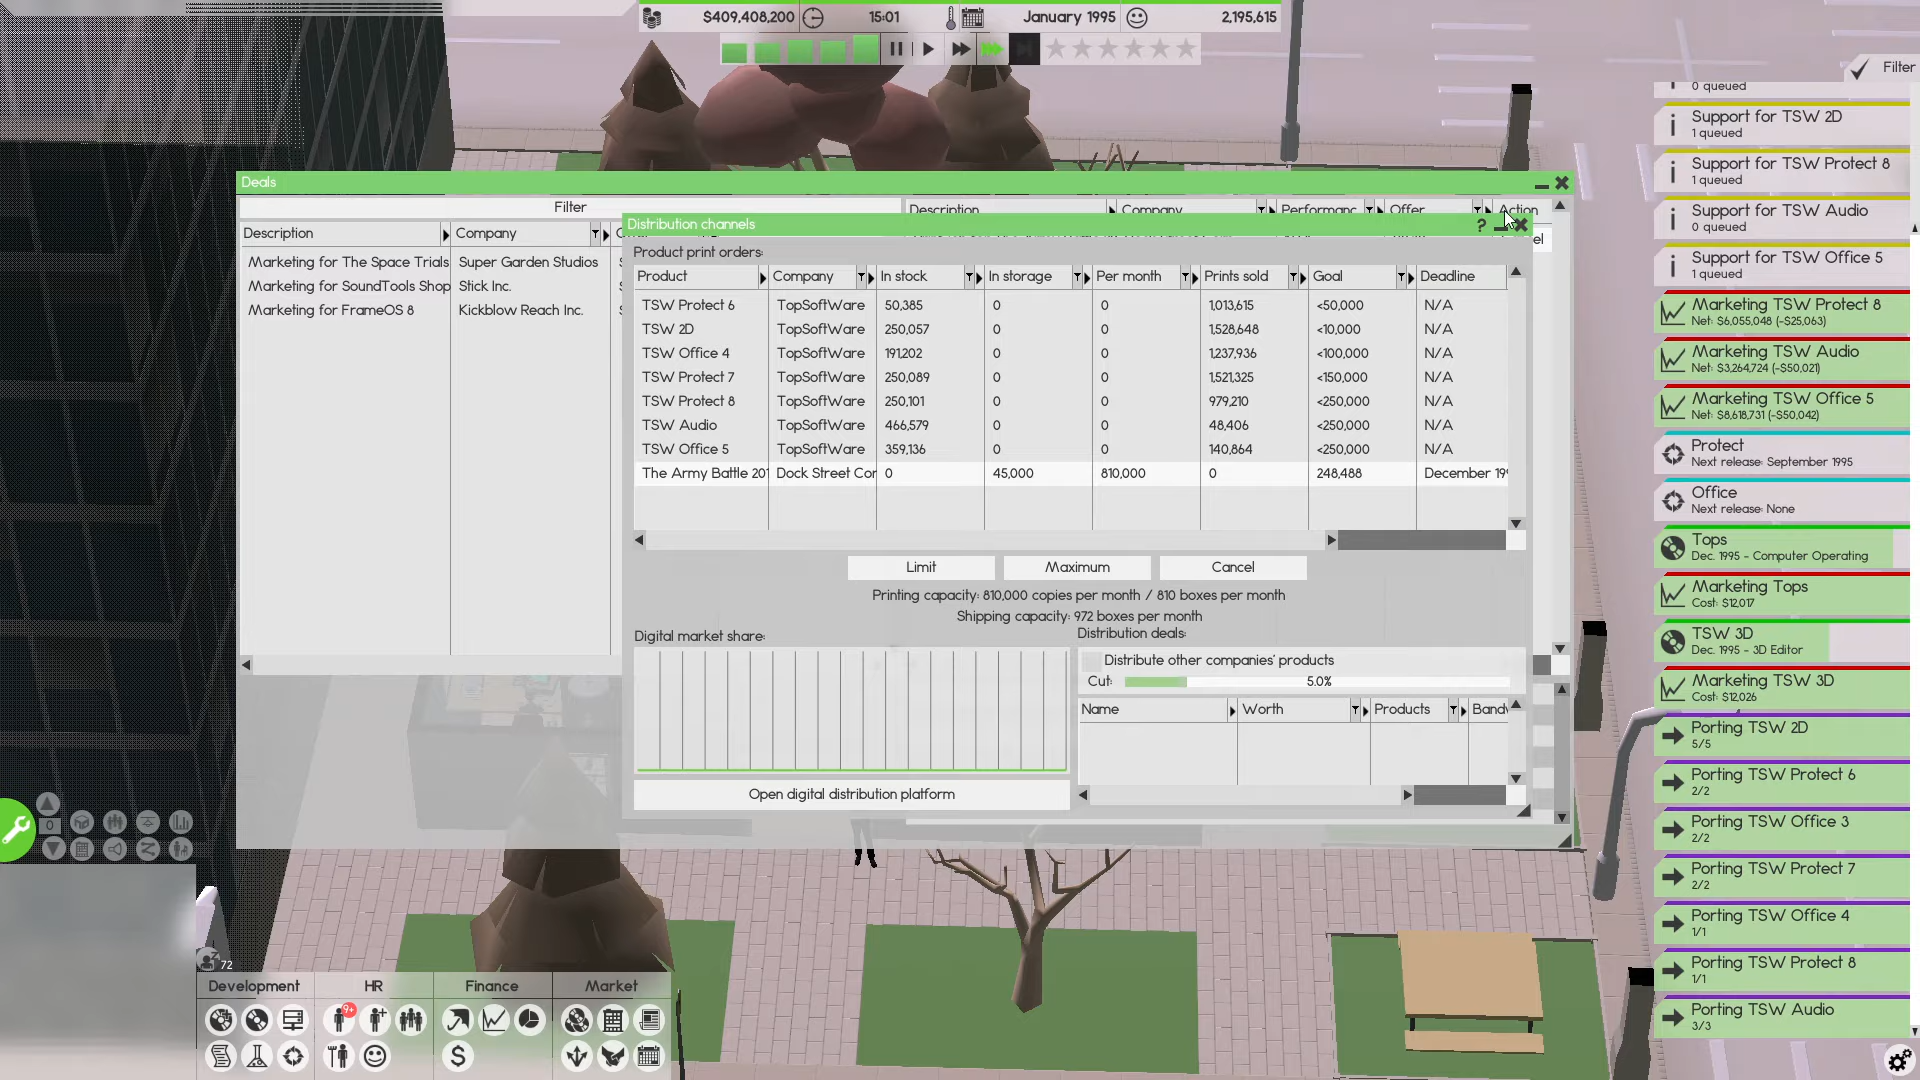 $409,408,200
15:01
January 1995
2,195,615
Filter
0 queued
Support for TSW 2D
1 queued
Support for TSW Protect 8
1 queued
Support for TSW Audio
0 queued
Support for TSW Office 5
1 queued
Marketing TSW Protect 8
Net: $6,055,048 (-$25,063)
Marketing TSW Audio
Net: $3,264,724 (-$50,021)
Marketing TSW Office 5
Net: $8,618,731 (-$50,042)
Protect
Next release: September 1995
Office
Next release: None
Tops
Dec. 1995 - Computer Operating
Marketing Tops
Cost: $12,017
TSW 3D
Dec. 1995 - 3D Editor
Marketing TSW 3D
Cost: $12,026
Porting TSW 2D
5/5
Porting TSW Protect 6
2/2
Porting TSW Office 3
2/2
Porting TSW Protect 7
2/2
Porting TSW Office 4
1/1
Porting TSW Protect 8
1/1
Porting TSW Audio
3/3
Deals
Filter
Description Company Performanc Offer Action
Description Company
Marketing for The Space Trials Super Garden Studios
Marketing for SoundTools Shop Stick Inc.
Marketing for FrameOS 8 Kickblow Reach Inc.
Distribution channels ?
Product print orders:
Product Company In stock In storage Per month Prints sold Goal Deadline
TSW Protect 6 TopSoftWare 50,385 0 0 1,013,615 <50,000 N/A
TSW 2D TopSoftWare 250,057 0 0 1,528,648 <10,000 N/A
TSW Office 4 TopSoftWare 191,202 0 0 1,237,936 <100,000 N/A
TSW Protect 7 TopSoftWare 250,089 0 0 1,521,325 <150,000 N/A
TSW Protect 8 TopSoftWare 250,101 0 0 979,210 <250,000 N/A
TSW Audio TopSoftWare 466,579 0 0 48,406 <250,000 N/A
TSW Office 5 TopSoftWare 359,136 0 0 140,864 <250,000 N/A
The Army Battle 201 Dock Street Cor 0 45,000 810,000 0 248,488 December 199
Limit Maximum Cancel
Printing capacity: 810,000 copies per month / 810 boxes per month
Shipping capacity: 972 boxes per month
Digital market share:
Distribution deals:
Distribute other companies' products
Cut: 5.0%
Name Worth Products Bandw
Open digital distribution platform
0
72
Development HR Finance Market
9+